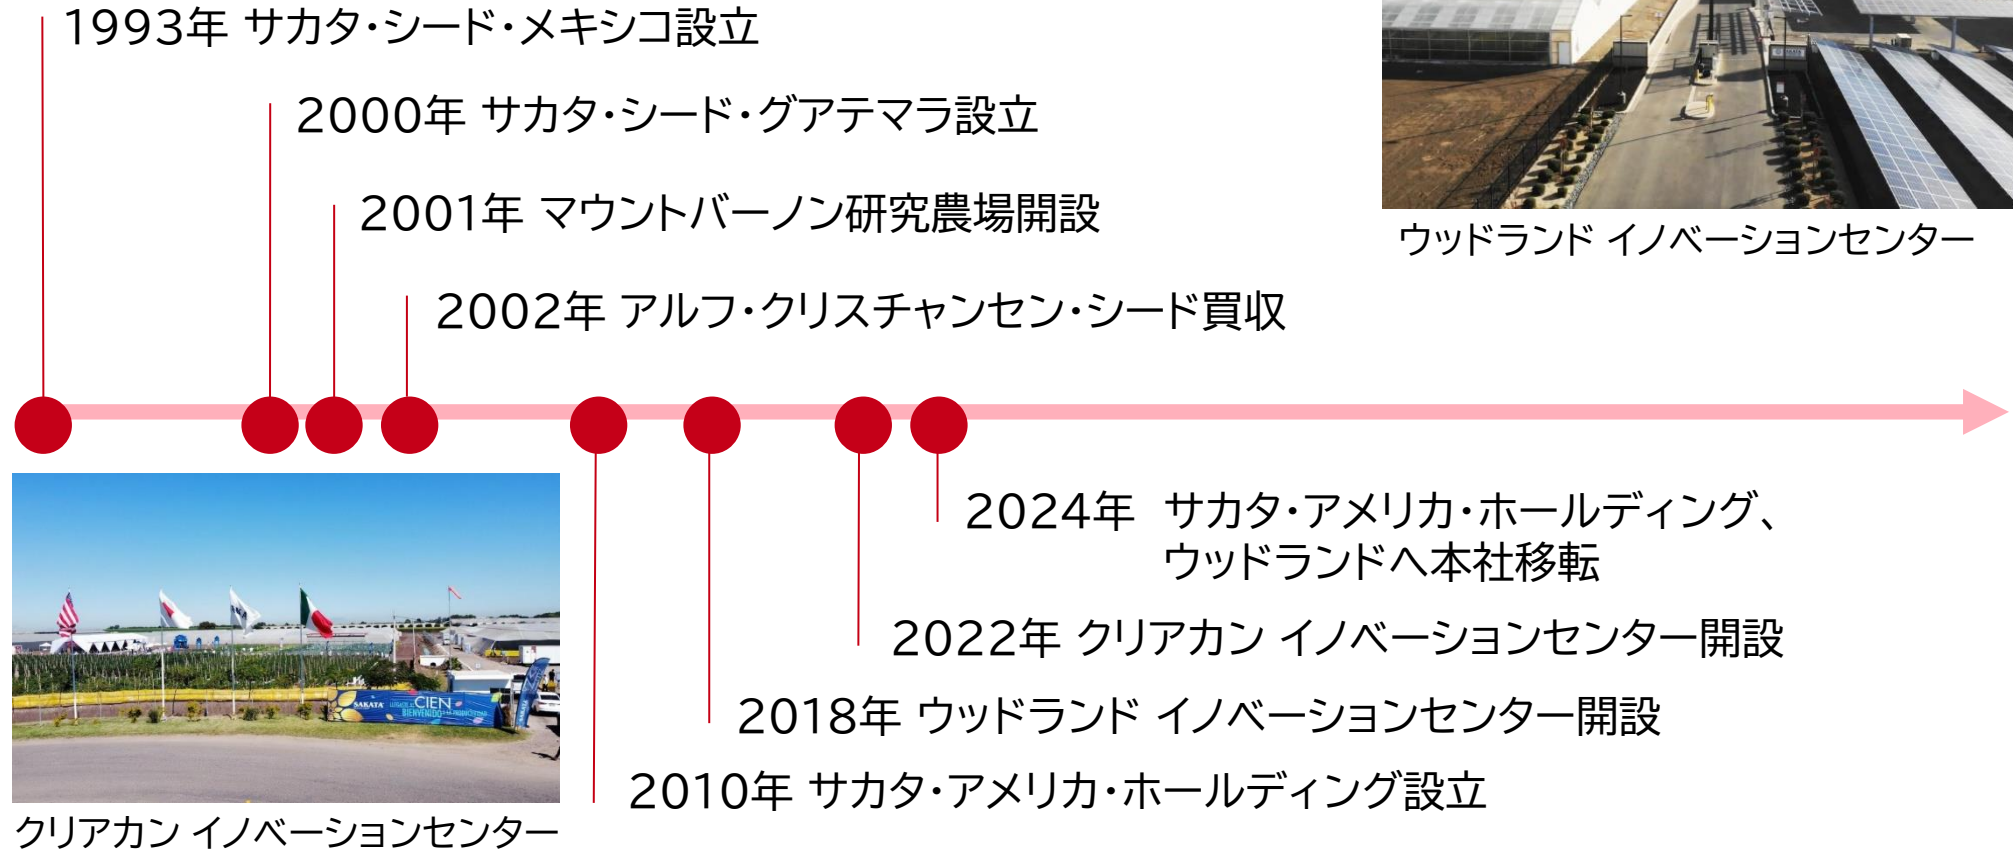 1993年 サカタ・シード・メキシコ設立
2000年 サカタ・シード・グアテマラ設立
2001年 マウントバーノン研究農場開設
2002年 アルフ・クリスチャンセン・シード買収
ウッドランド イノベーションセンター
2024年 サカタ・アメリカ・ホールディング、
ウッドランドへ本社移転
2022年 クリアカン イノベーションセンター開設
2018年 ウッドランド イノベーションセンター開設
2010年 サカタ・アメリカ・ホールディング設立
SAKATA
CIEN
BIENVENIDO
クリアカン イノベーションセンター